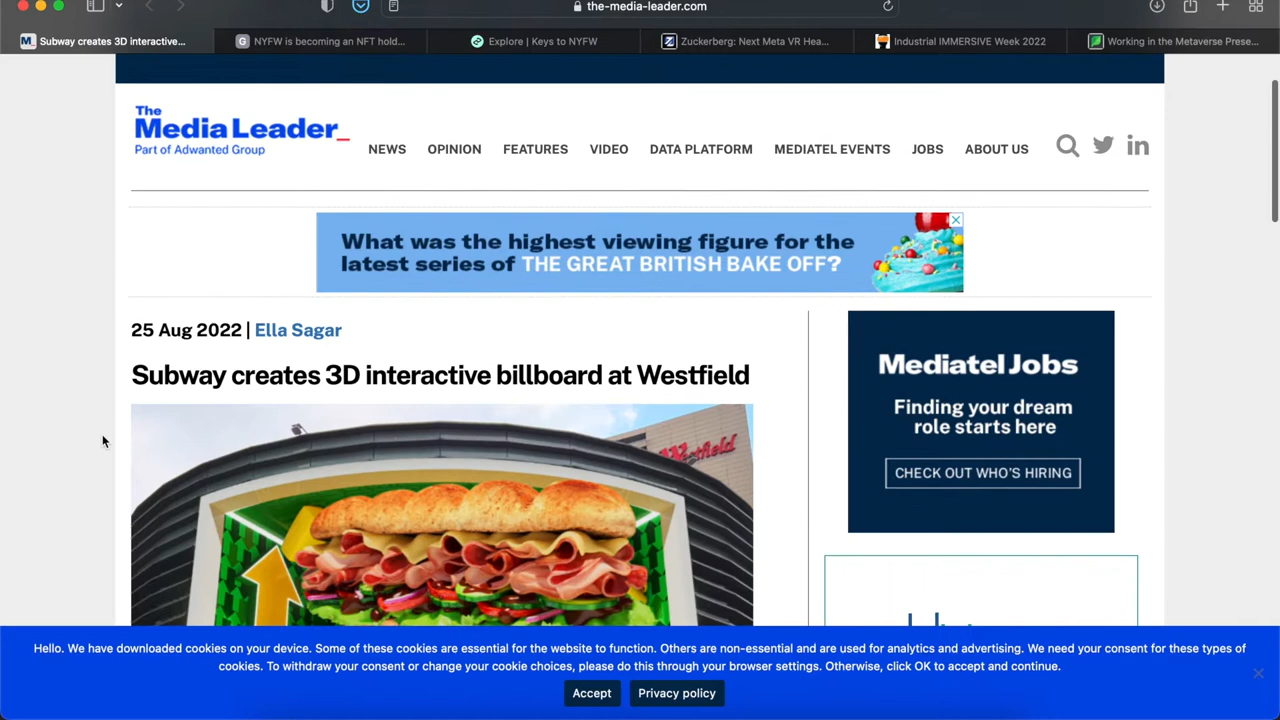 the-media-leader.com
Subway creates 3D interactive...
NYFW is becoming an NFT hold...
Explore | Keys to NYFW
Zuckerberg: Next Meta VR Hea...
Industrial IMMERSIVE Week 2022
Working in the Metaverse Prese...
The
Media Leader_
Part of Adwanted Group
NEWS
OPINION
FEATURES
VIDEO
DATA PLATFORM
MEDIATEL EVENTS
JOBS
ABOUT US
What was the highest viewing figure for the
latest series of THE GREAT BRITISH BAKE OFF?
25 Aug 2022 | Ella Sagar
Subway creates 3D interactive billboard at Westfield
Westfield
Mediatel Jobs
Finding your dream
role starts here
CHECK OUT WHO'S HIRING
Hello. We have downloaded cookies on your device. Some of these cookies are essential for the website to function. Others are non-essential and are used for analytics and advertising. We need your consent for these types of
cookies. To withdraw your consent or change your cookie choices, please do this through your browser settings. Otherwise, click OK to accept and continue.
Accept
Privacy policy